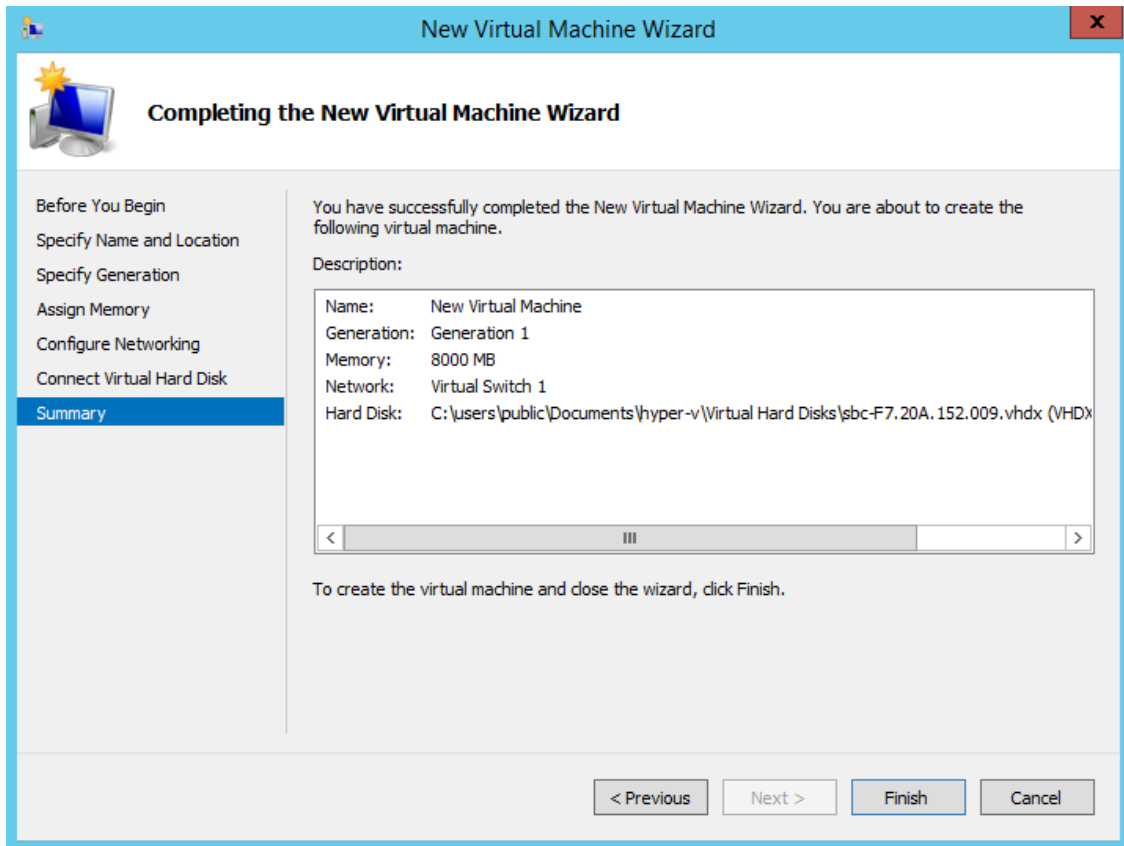 New Virtual Machine Wizard
x
Completing the New Virtual Machine Wizard
Before You Begin
Specify Name and Location
Specify Generation
Assign Memory
Configure Networking
Connect Virtual Hard Disk
Summary
You have successfully completed the New Virtual Machine Wizard. You are about to create the
following virtual machine.
Description:
Name: New Virtual Machine
Generation: Generation 1
Memory: 8000 MB
Network: Virtual Switch 1
Hard Disk: C:\users\public\Documents\hyper-v\Virtual Hard Disks\sbc-F7.20A.152.009.vhdx (VHDX
To create the virtual machine and close the wizard, click Finish.
< Previous
Next >
Finish
Cancel